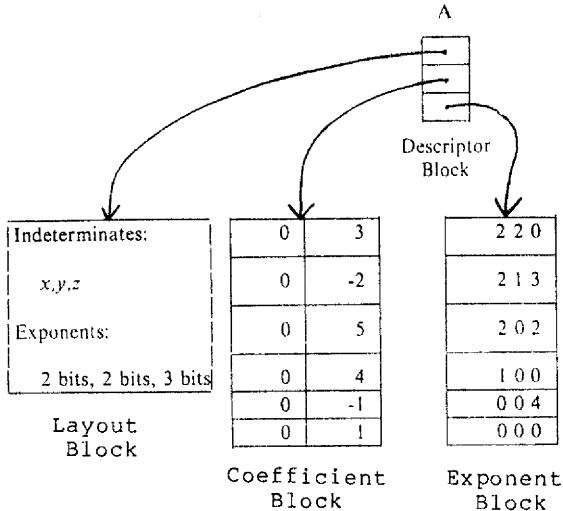 A
Descriptor
Block
Indeterminates:
x,y,z
Exponents:
2 bits, 2 bits, 3 bits
Layout
Block
0 3
0 -2
0 5
0 4
0 -1
0 1
Coefficient
Block
2 2 0
2 1 3
2 0 2
1 0 0
0 0 4
0 0 0
Exponent
Block